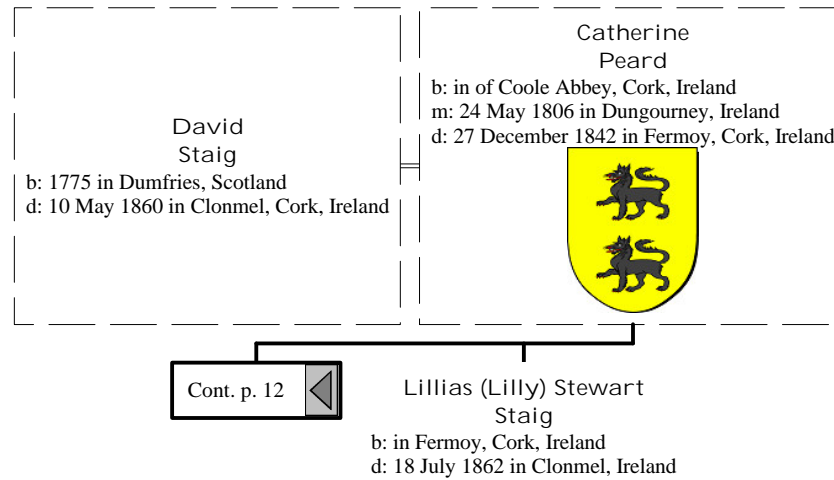 David
Staig
b: 1775 in Dumfries, Scotland
d: 10 May 1860 in Clonmel, Cork, Ireland
Catherine
Peard
b: in of Coole Abbey, Cork, Ireland
m: 24 May 1806 in Dungourney, Ireland
d: 27 December 1842 in Fermoy, Cork, Ireland
Cont. p. 12
Lillias (Lilly) Stewart
Staig
b: in Fermoy, Cork, Ireland
d: 18 July 1862 in Clonmel, Ireland